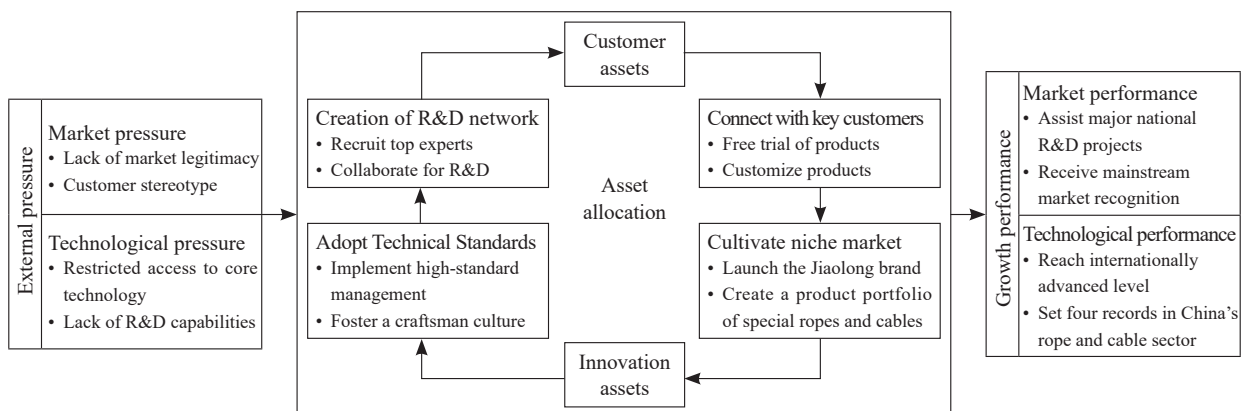 External pressure
Market pressure
• Lack of market legitimacy
• Customer stereotype
Technological pressure
• Restricted access to core
technology
• Lack of R&D capabilities
Customer
assets
Creation of R&D network
• Recruit top experts
• Collaborate for R&D
Adopt Technical Standards
• Implement high-standard
management
• Foster a craftsman culture
Asset
allocation
Connect with key customers
• Free trial of products
• Customize products
Cultivate niche market
• Launch the Jiaolong brand
• Create a product portfolio
of special ropes and cables
Innovation
assets
Growth performance
Market performance
• Assist major national
R&D projects
• Receive mainstream
market recognition
Technological performance
• Reach internationally
advanced level
• Set four records in China's
rope and cable sector